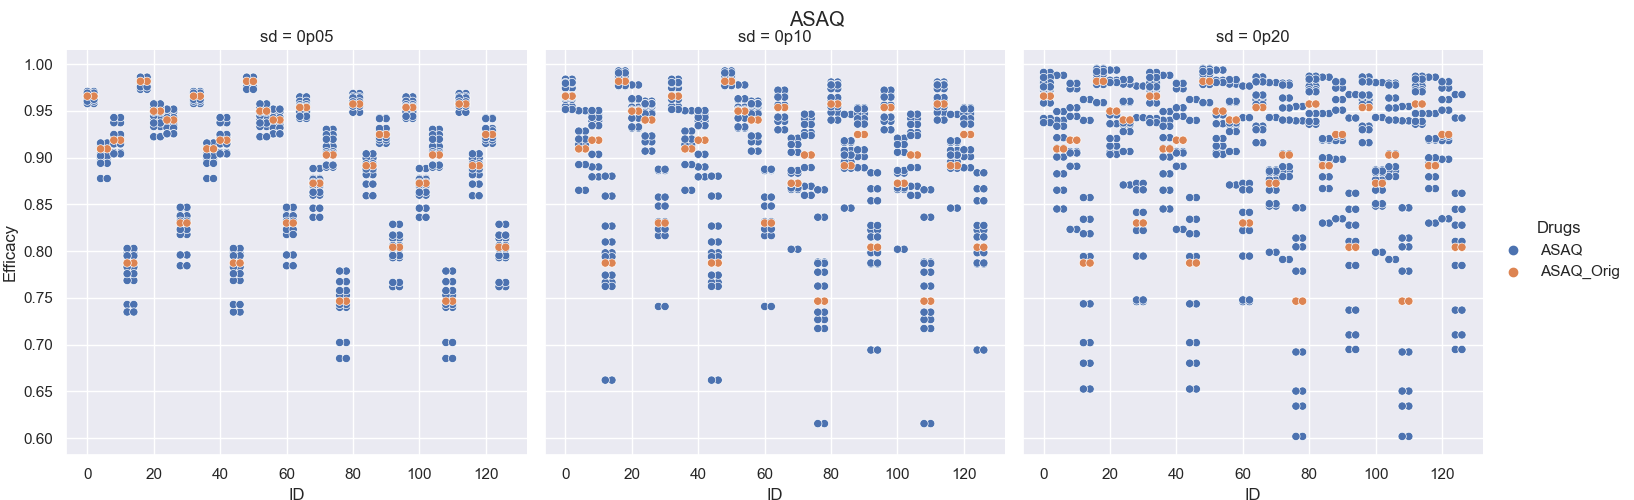 ASAQ
sd = 0p05
sd = 0p10
sd = 0p20
Efficacy
1.00
0.95
0.90
0.85
0.80
0.75
0.70
0.65
0.60
0 20 40 60 80 100 120
0 20 40 60 80 100 120
0 20 40 60 80 100 120
ID
ID
ID
Drugs
ASAQ
ASAQ_Orig